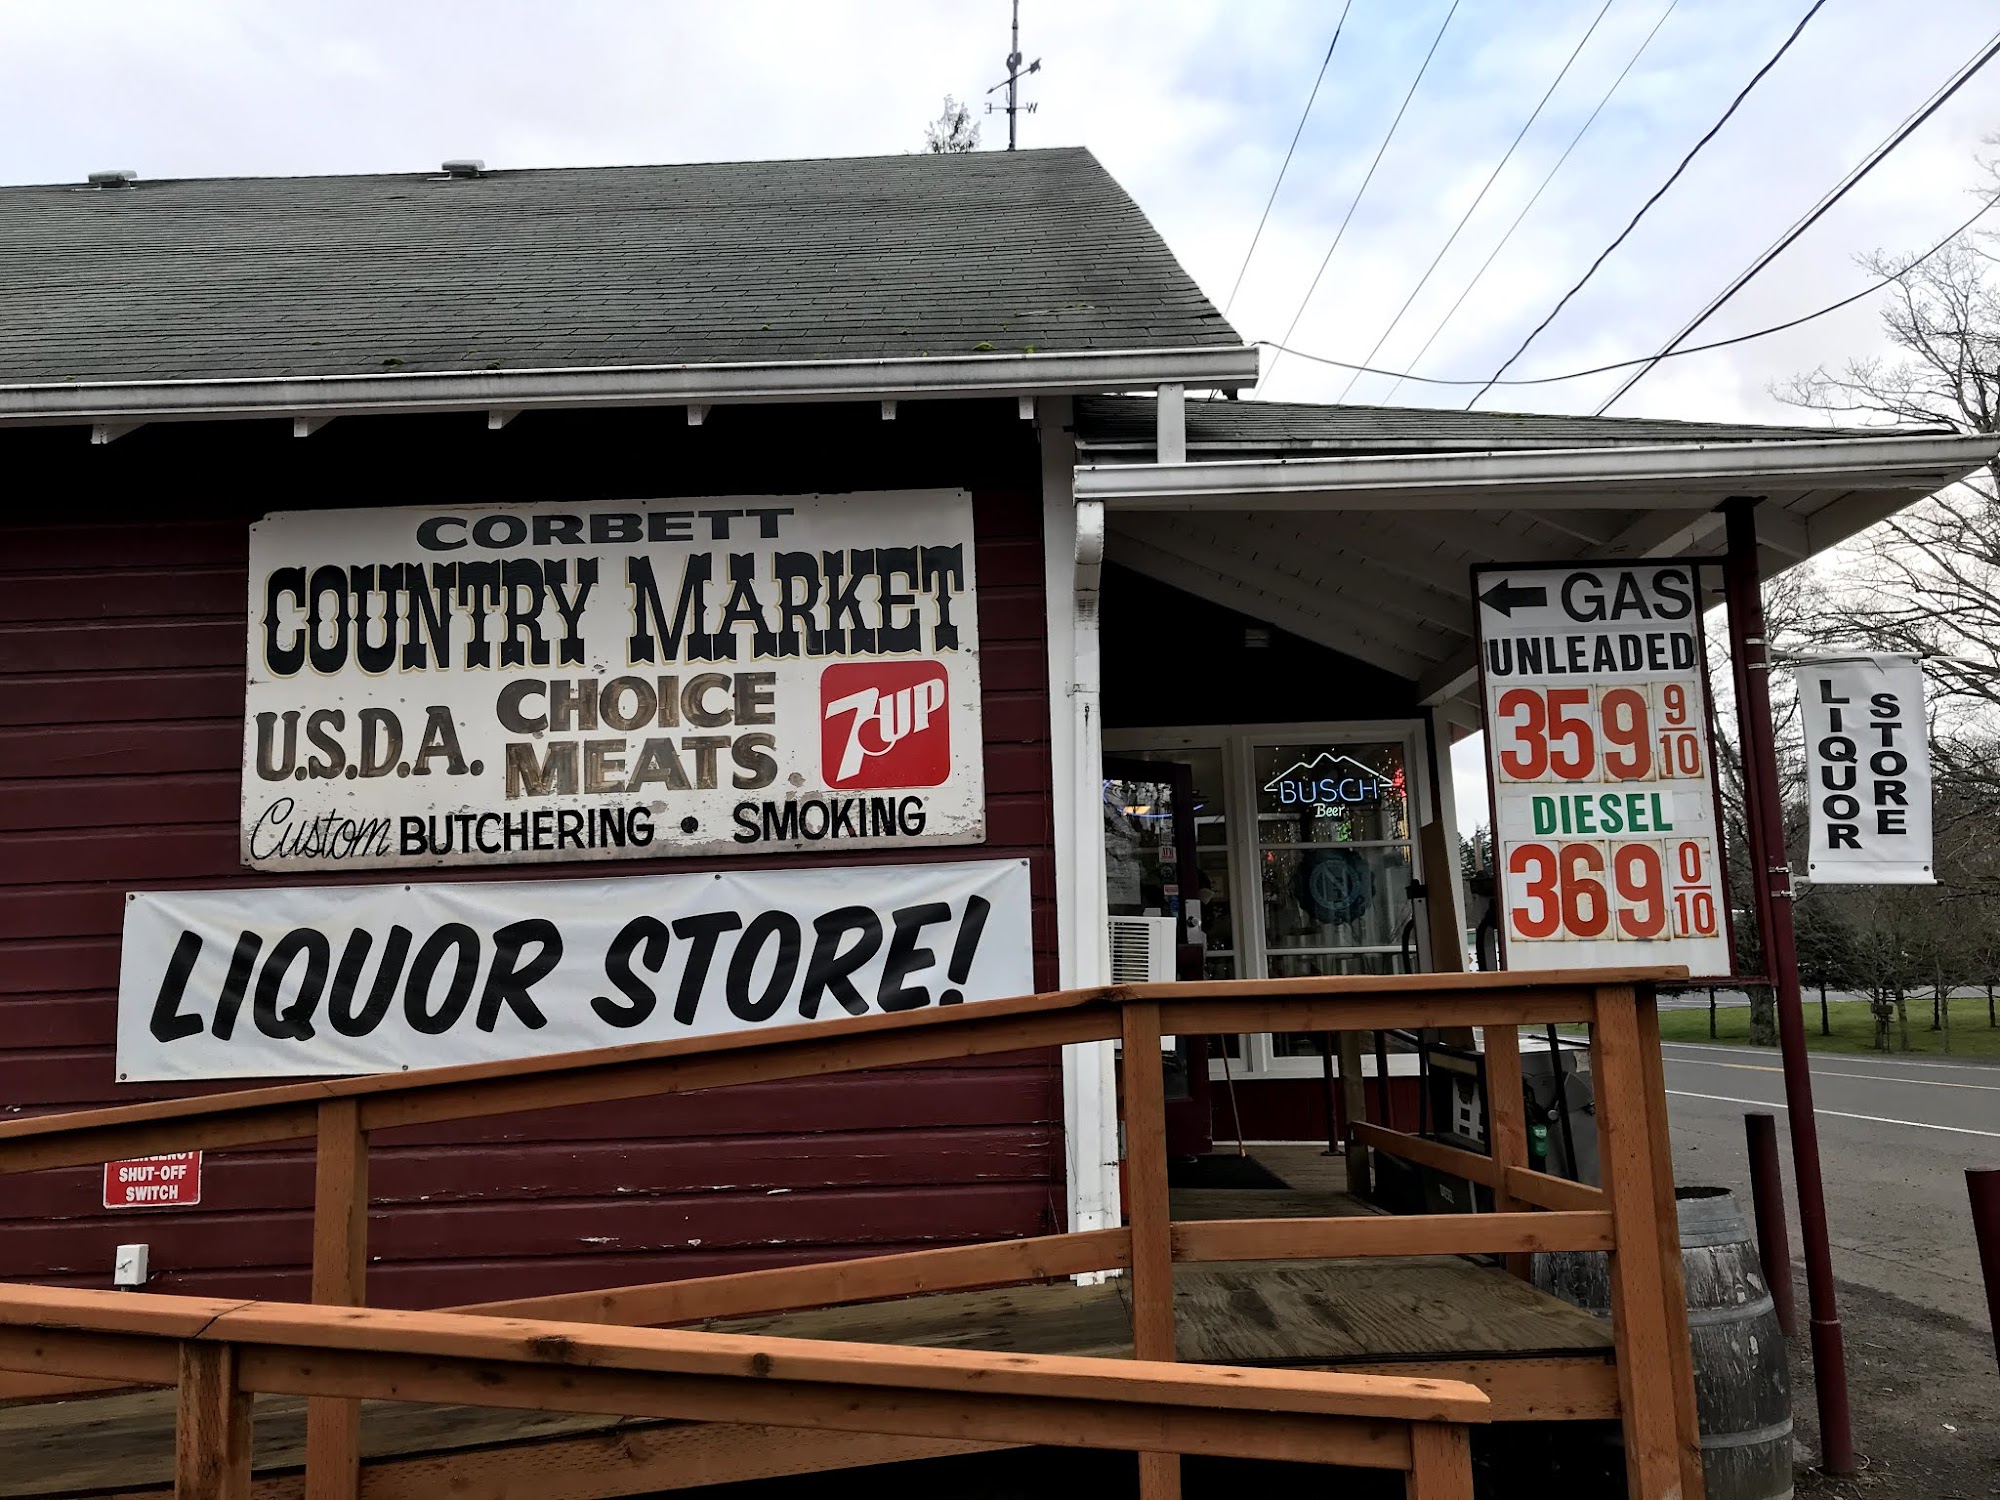 CORBETT
COUNTRY MARKET
U.S.D.A. CHOICE MEATS
7UP
Custom BUTCHERING • SMOKING
LIQUOR STORE!
SHUT-OFF
SWITCH
E W
BUSCH
Beer
← GAS
UNLEADED
359 9/10
DIESEL
369 0/10
LIQUOR
STORE